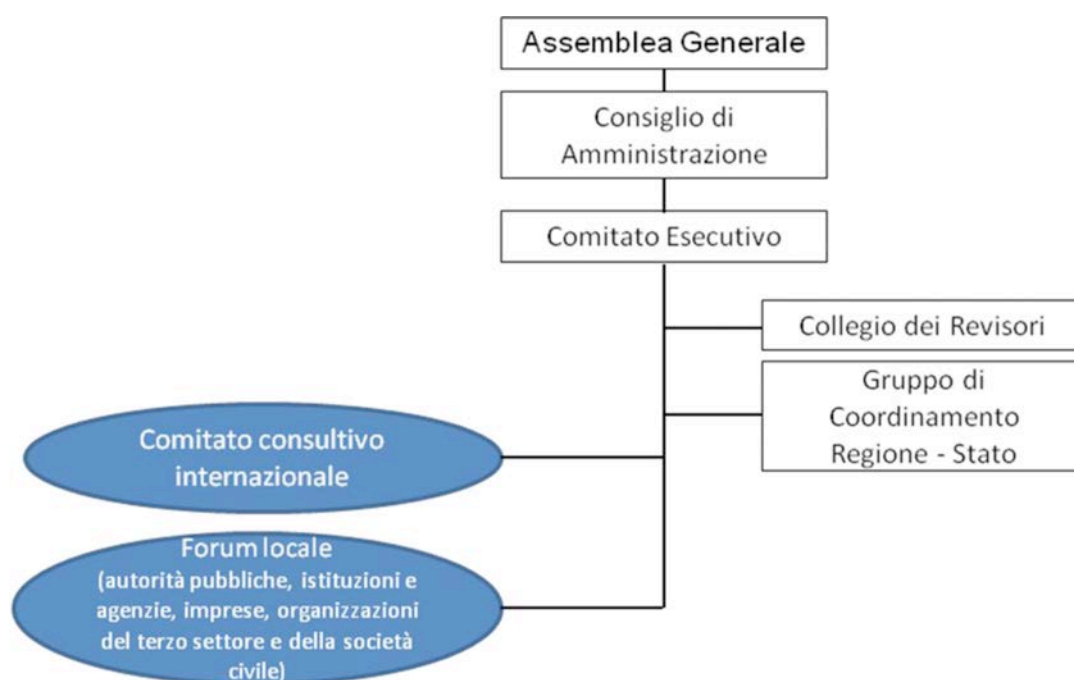 Assemblea Generale
Consiglio di
Amministrazione
Comitato Esecutivo
Collegio dei Revisori
Gruppo di
Coordinamento
Regione - Stato
Comitato consultivo
internazionale
Forum locale
(autorità pubbliche, istituzioni e
agenzie, imprese, organizzazioni
del terzo settore e della società
civile)